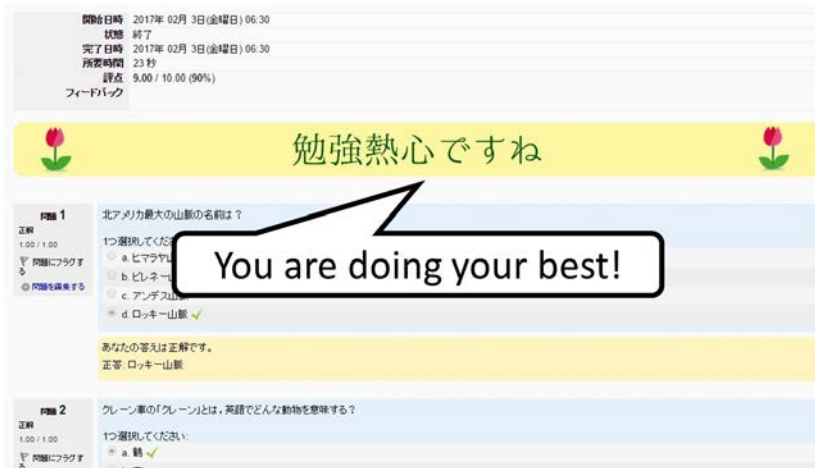 開始日時 2017年 02月 3日(金曜日) 06:30
状態 終了
完了日時 2017年 02月 3日(金曜日) 06:30
所要時間 23 秒
評点 9.00 / 10.00 (90%)
フィードバック
勉強熱心ですね
You are doing your best!
問題 1
正解
1.00 / 1.00
問題にフラグす
る
問題を編集する
北アメリカ最大の山脈の名前は？
1つ選択してくだ
a. ヒマラヤ
b. ピレネー
c. アンデス山脈
d. ロッキー山脈
あなたの答えは正解です。
正答: ロッキー山脈
問題 2
正解
1.00 / 1.00
問題にフラグす
クレーン車の「クレーン」とは，英語でどんな動物を意味する？
1つ選択してください:
a. 鶴